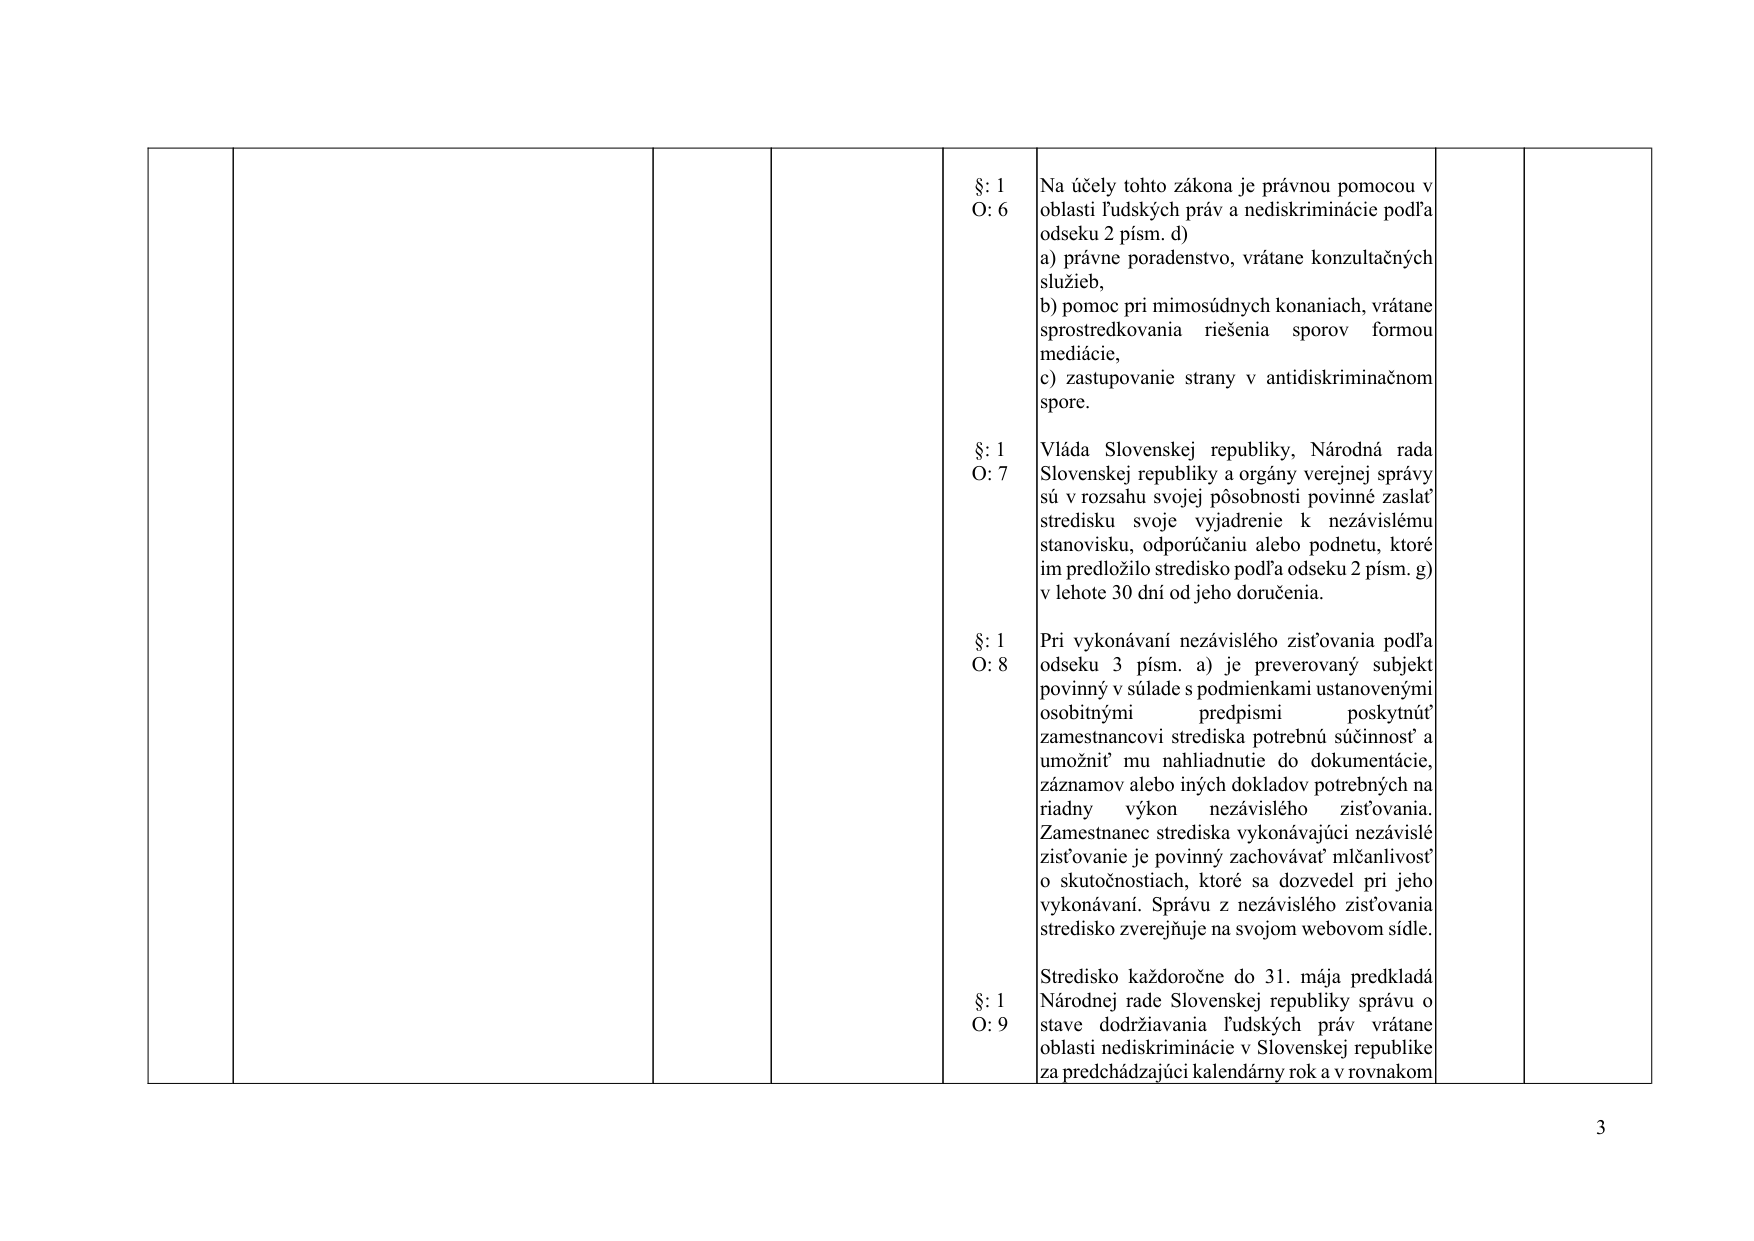 §: 1
O: 6
Na účely tohto zákona je právnou pomocou v
oblasti ľudských práv a nediskriminácie podľa
odseku 2 písm. d)
a) právne poradenstvo, vrátane konzultačných
služieb,
b) pomoc pri mimosúdnych konaniach, vrátane
sprostredkovania riešenia sporov formou
mediácie,
c) zastupovanie strany v antidiskriminačnom
spore.
§: 1
O: 7
Vláda Slovenskej republiky, Národná rada
Slovenskej republiky a orgány verejnej správy
sú v rozsahu svojej pôsobnosti povinné zaslať
stredisku svoje vyjadrenie k nezávislému
stanovisku, odporúčaniu alebo podnetu, ktoré
im predložilo stredisko podľa odseku 2 písm. g)
v lehote 30 dní od jeho doručenia.
§: 1
O: 8
Pri vykonávaní nezávislého zisťovania podľa
odseku 3 písm. a) je preverovaný subjekt
povinný v súlade s podmienkami ustanovenými
osobitnými predpismi poskytnúť
zamestnancovi strediska potrebnú súčinnosť a
umožniť mu nahliadnutie do dokumentácie,
záznamov alebo iných dokladov potrebných na
riadny výkon nezávislého zisťovania.
Zamestnanec strediska vykonávajúci nezávislé
zisťovanie je povinný zachovávať mlčanlivosť
o skutočnostiach, ktoré sa dozvedel pri jeho
vykonávaní. Správu z nezávislého zisťovania
stredisko zverejňuje na svojom webovom sídle.
§: 1
O: 9
Stredisko každoročne do 31. mája predkladá
Národnej rade Slovenskej republiky správu o
stave dodržiavania ľudských práv vrátane
oblasti nediskriminácie v Slovenskej republike
za predchádzajúci kalendárny rok a v rovnakom
3